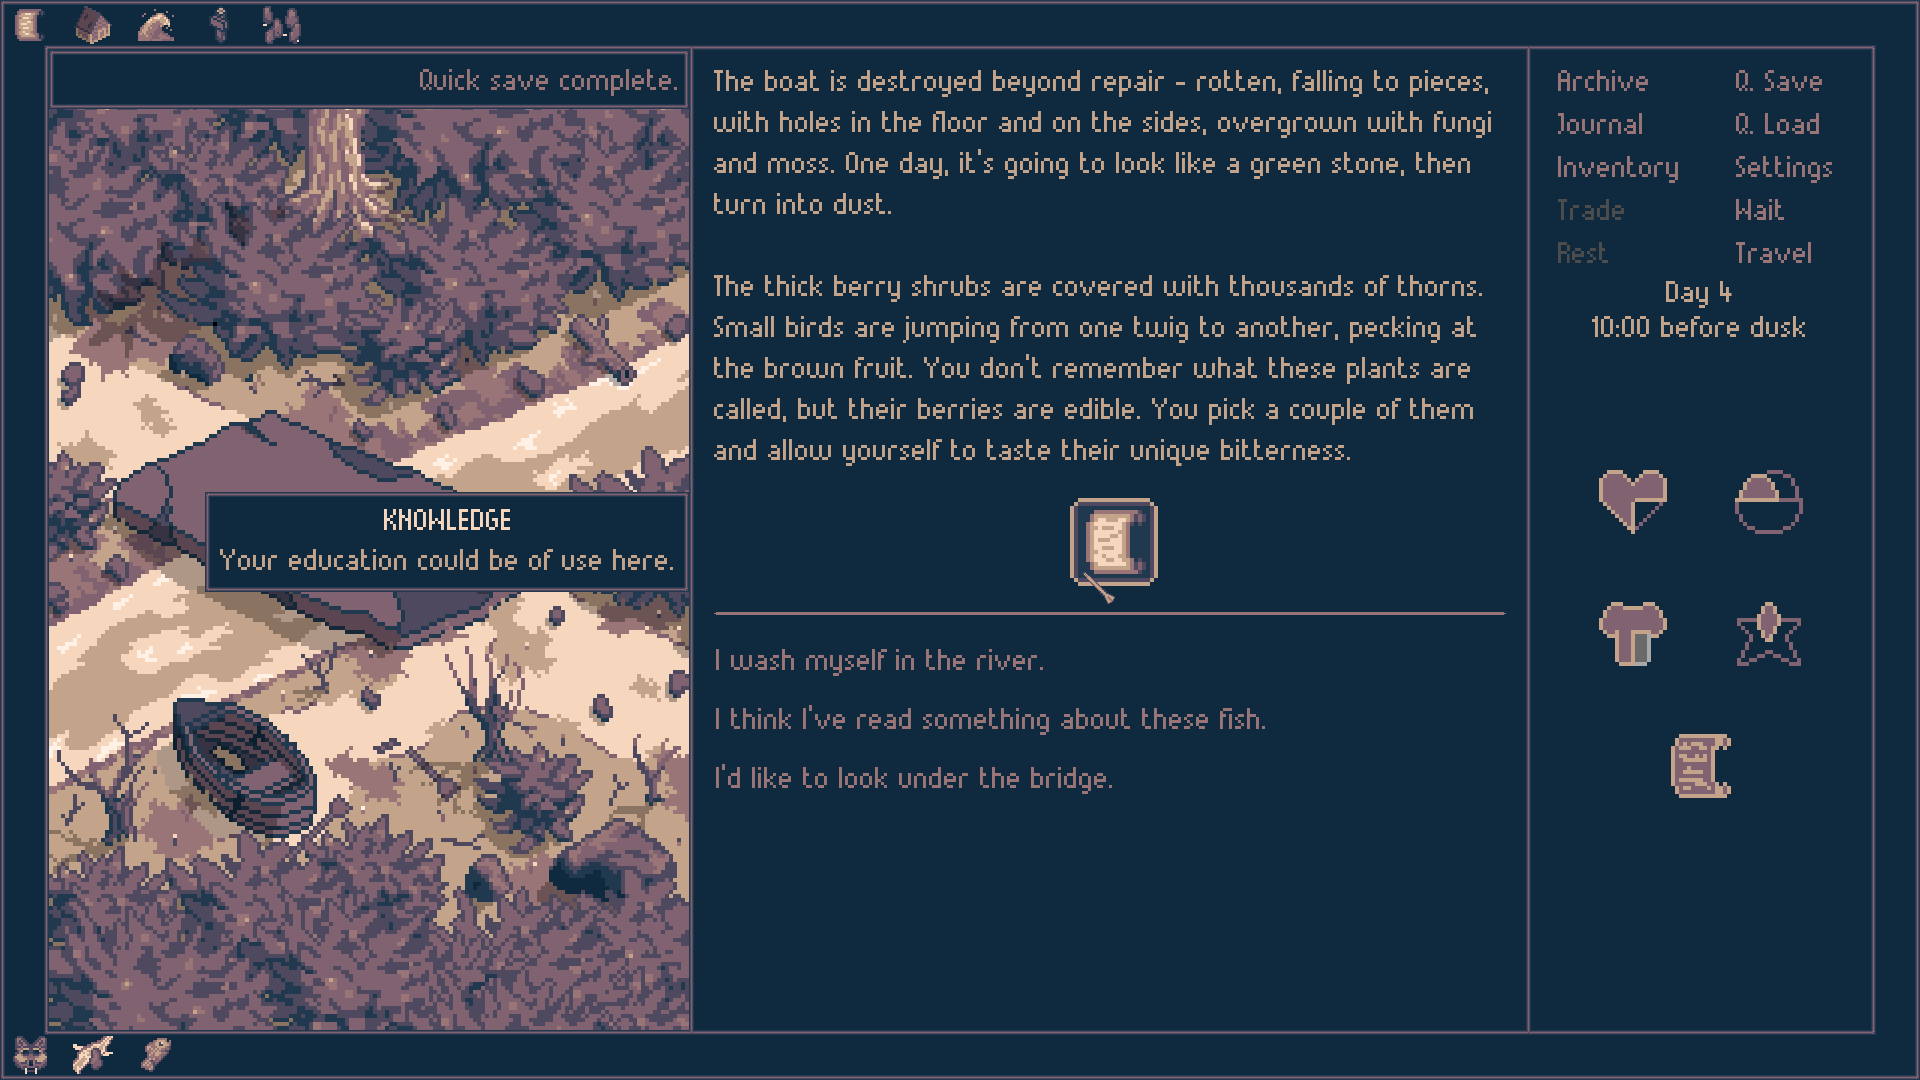 Quick save complete.
KNOWLEDGE
Your education could be of use here.
The boat is destroyed beyond repair - rotten, falling to pieces,
with holes in the floor and on the sides, overgrown with fungi
and moss. One day, it's going to look like a green stone, then
turn into dust.
The thick berry shrubs are covered with thousands of thorns.
Small birds are jumping from one twig to another, pecking at
the brown fruit. You don't remember what these plants are
called, but their berries are edible. You pick a couple of them
and allow yourself to taste their unique bitterness.
I wash myself in the river.
I think I've read something about these fish.
I'd like to look under the bridge.
Archive
Q. Save
Journal
Q. Load
Inventory
Settings
Trade
Wait
Rest
Travel
Day 4
10:00 before dusk